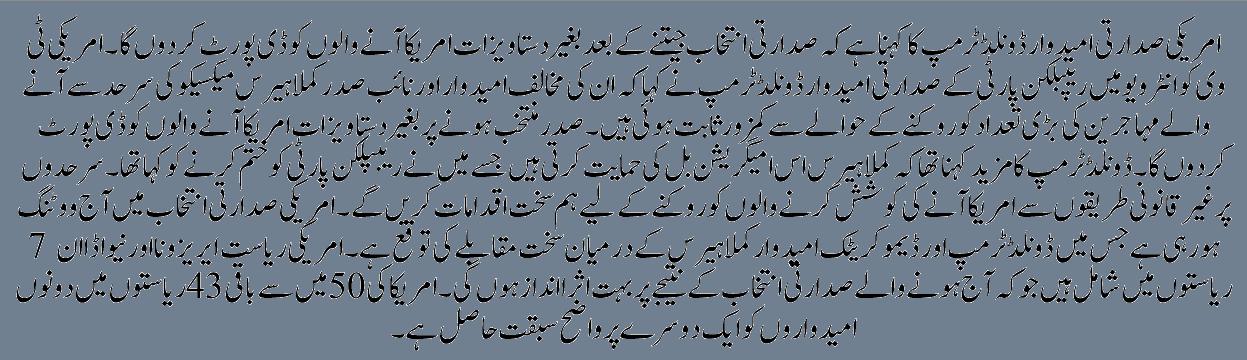 امریکی صدارتی امیدوار ڈونلڈ ٹرمپ کا کہنا ہے کہ صدارتی انتخاب جیتنے کے بعد بغیر دستاویزات امریکا آنے والوں کو ڈی پورٹ کردوں گا۔ امریکی ٹی
وی کو انٹرویو میں ریپبلکن پارٹی کے صدارتی امیدوار ڈونلڈ ٹرمپ نے کہا کہ ان کی مخالف امیدوار اور نائب صدر کملا ہیرس میکسیکو کی سرحد سے آنے
والے مہاجرین کی بڑی تعداد کو روکنے کے حوالے سے کمزور ثابت ہوئی ہیں۔ صدر منتخب ہونے پر بغیر دستاویزات امریکا آنے والوں کو ڈی پورٹ
کردوں گا۔ ڈونلڈ ٹرمپ کا مزید کہنا تھا کہ کملا ہیرس اس امیگریشن بل کی حمایت کرتی ہیں جسے میں نے ریپبلکن پارٹی کو ختم کرنے کو کہا تھا۔ سرحدوں
پر غیر قانونی طریقوں سے امریکا آنے کی کوشش کرنے والوں کو روکنے کے لیے ہم سخت اقدامات کریں گے۔ امریکی صدارتی انتخاب میں آج ووٹنگ
ہورہی ہے جس میں ڈونلڈ ٹرمپ اور ڈیموکریٹک امیدوار کملا ہیرس کے درمیان سخت مقابلے کی توقع ہے۔ امریکی ریاست ایریزونا اور نیواڈا ان 7
ریاستوں میں شامل ہیں جو کہ آج ہونے والے صدارتی انتخاب کے نتیجے پر بہت اثرانداز ہوں گی۔ امریکا کی 50 میں سے باقی 43 ریاستوں میں دونوں
امیدواروں کو ایک دوسرے پر واضح سبقت حاصل ہے۔